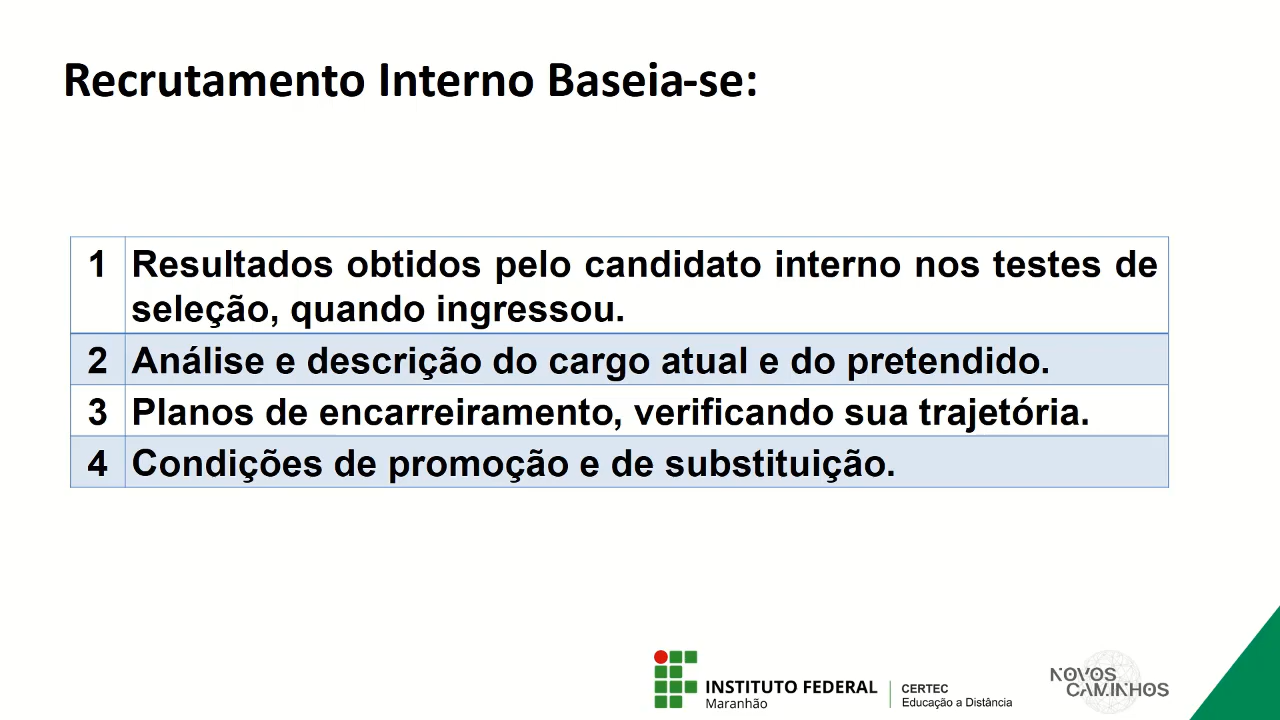 Recrutamento Interno Baseia-se:
1 Resultados obtidos pelo candidato interno nos testes de
seleção, quando ingressou.
2 Análise e descrição do cargo atual e do pretendido.
3 Planos de encarreiramento, verificando sua trajetória.
4 Condições de promoção e de substituição.
INSTITUTO FEDERAL
Maranhão
CERTEC
Educação a Distância
NOVOS
CAMINHOS